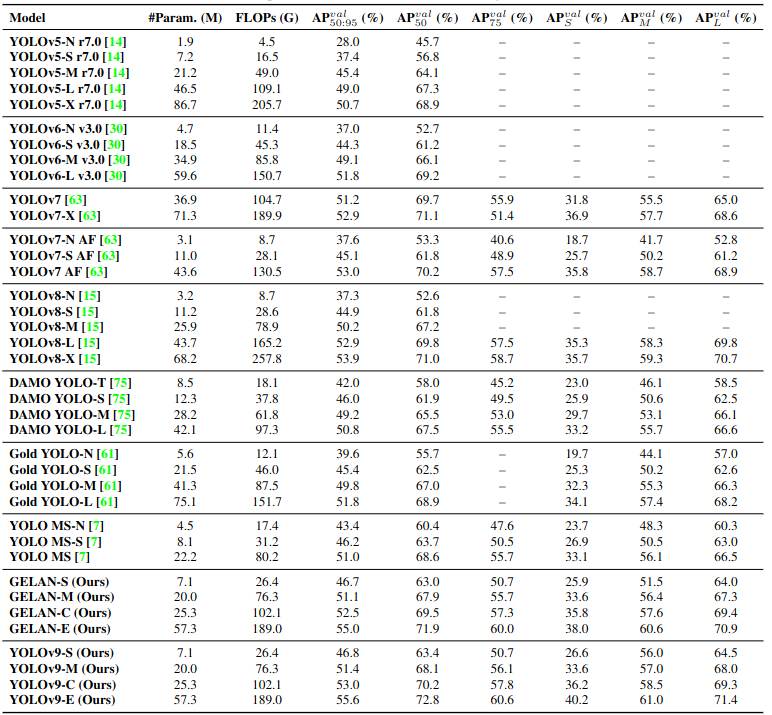 Model #Param. (M) FLOPs (G) AP^val_50:95 (%) AP^val_50 (%) AP^val_75 (%) AP^val_S (%) AP^val_M (%) AP^val_L (%)
YOLOv5-N r7.0 [14] 1.9 4.5 28.0 45.7 – – – –
YOLOv5-S r7.0 [14] 7.2 16.5 37.4 56.8 – – – –
YOLOv5-M r7.0 [14] 21.2 49.0 45.4 64.1 – – – –
YOLOv5-L r7.0 [14] 46.5 109.1 49.0 67.3 – – – –
YOLOv5-X r7.0 [14] 86.7 205.7 50.7 68.9 – – – –
YOLOv6-N v3.0 [30] 4.7 11.4 37.0 52.7 – – – –
YOLOv6-S v3.0 [30] 18.5 45.3 44.3 61.2 – – – –
YOLOv6-M v3.0 [30] 34.9 85.8 49.1 66.1 – – – –
YOLOv6-L v3.0 [30] 59.6 150.7 51.8 69.2 – – – –
YOLOv7 [63] 36.9 104.7 51.2 69.7 55.9 31.8 55.5 65.0
YOLOv7-X [63] 71.3 189.9 52.9 71.1 51.4 36.9 57.7 68.6
YOLOv7-N AF [63] 3.1 8.7 37.6 53.3 40.6 18.7 41.7 52.8
YOLOv7-S AF [63] 11.0 28.1 45.1 61.8 48.9 25.7 50.2 61.2
YOLOv7 AF [63] 43.6 130.5 53.0 70.2 57.5 35.8 58.7 68.9
YOLOv8-N [15] 3.2 8.7 37.3 52.6 – – – –
YOLOv8-S [15] 11.2 28.6 44.9 61.8 – – – –
YOLOv8-M [15] 25.9 78.9 50.2 67.2 – – – –
YOLOv8-L [15] 43.7 165.2 52.9 69.8 57.5 35.3 58.3 69.8
YOLOv8-X [15] 68.2 257.8 53.9 71.0 58.7 35.7 59.3 70.7
DAMO YOLO-T [75] 8.5 18.1 42.0 58.0 45.2 23.0 46.1 58.5
DAMO YOLO-S [75] 12.3 37.8 46.0 61.9 49.5 25.9 50.6 62.5
DAMO YOLO-M [75] 28.2 61.8 49.2 65.5 53.0 29.7 53.1 66.1
DAMO YOLO-L [75] 42.1 97.3 50.8 67.5 55.5 33.2 55.7 66.6
Gold YOLO-N [61] 5.6 12.1 39.6 55.7 – 19.7 44.1 57.0
Gold YOLO-S [61] 21.5 46.0 45.4 62.5 – 25.3 50.2 62.6
Gold YOLO-M [61] 41.3 87.5 49.8 67.0 – 32.3 55.3 66.3
Gold YOLO-L [61] 75.1 151.7 51.8 68.9 – 34.1 57.4 68.2
YOLO MS-N [7] 4.5 17.4 43.4 60.4 47.6 23.7 48.3 60.3
YOLO MS-S [7] 8.1 31.2 46.2 63.7 50.5 26.9 50.5 63.0
YOLO MS [7] 22.2 80.2 51.0 68.6 55.7 33.1 56.1 66.5
GELAN-S (Ours) 7.1 26.4 46.7 63.0 50.7 25.9 51.5 64.0
GELAN-M (Ours) 20.0 76.3 51.1 67.9 55.7 33.6 56.4 67.3
GELAN-C (Ours) 25.3 102.1 52.5 69.5 57.3 35.8 57.6 69.4
GELAN-E (Ours) 57.3 189.0 55.0 71.9 60.0 38.0 60.6 70.9
YOLOv9-S (Ours) 7.1 26.4 46.8 63.4 50.7 26.6 56.0 64.5
YOLOv9-M (Ours) 20.0 76.3 51.4 68.1 56.1 33.6 57.0 68.0
YOLOv9-C (Ours) 25.3 102.1 53.0 70.2 57.8 36.2 58.5 69.3
YOLOv9-E (Ours) 57.3 189.0 55.6 72.8 60.6 40.2 61.0 71.4